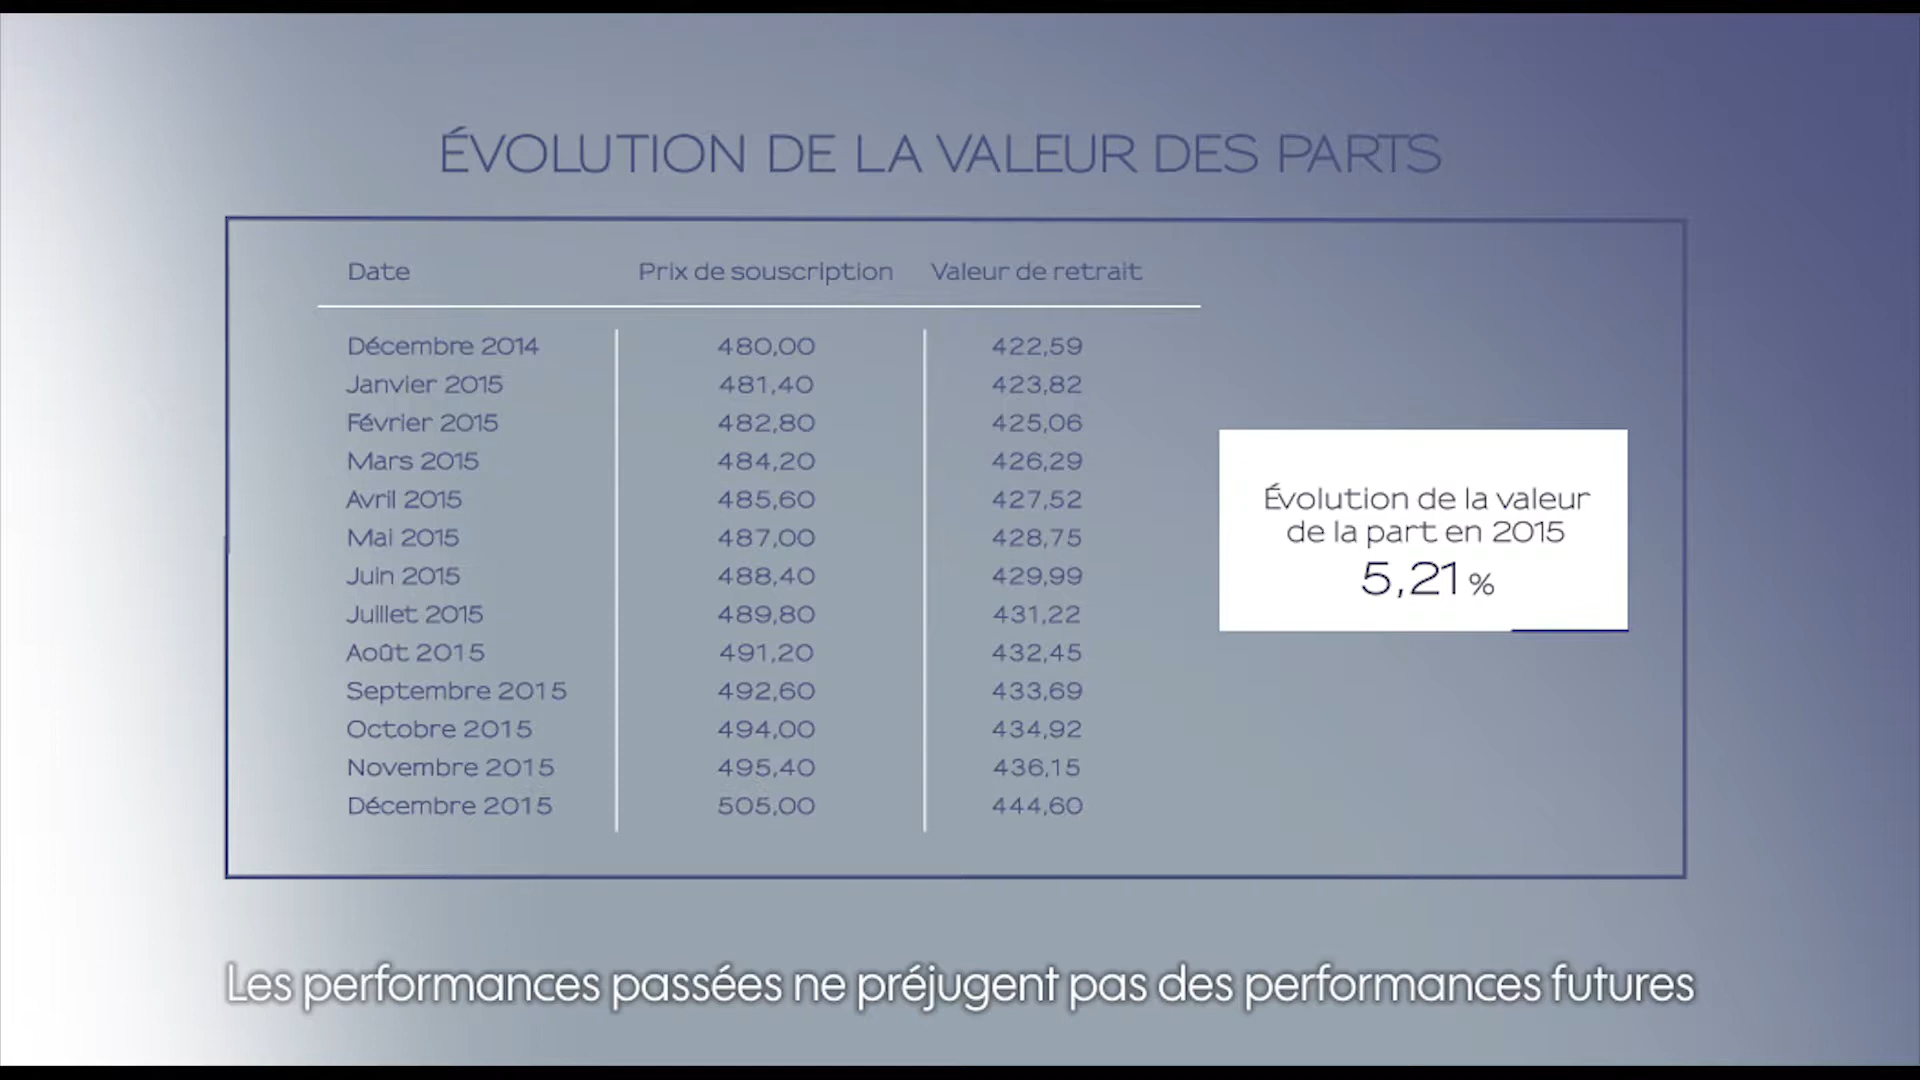 ÉVOLUTION DE LA VALEUR DES PARTS
Date Prix de souscription Valeur de retrait
Décembre 2014 480,00 422,59
Janvier 2015 481,40 423,82
Février 2015 482,80 425,06
Mars 2015 484,20 426,29
Avril 2015 485,60 427,52
Mai 2015 487,00 428,75
Juin 2015 488,40 429,99
Juillet 2015 489,80 431,22
Août 2015 491,20 432,45
Septembre 2015 492,60 433,69
Octobre 2015 494,00 434,92
Novembre 2015 495,40 436,15
Décembre 2015 505,00 444,60
Évolution de la valeur
de la part en 2015
5,21 %
Les performances passées ne préjugent pas des performances futures